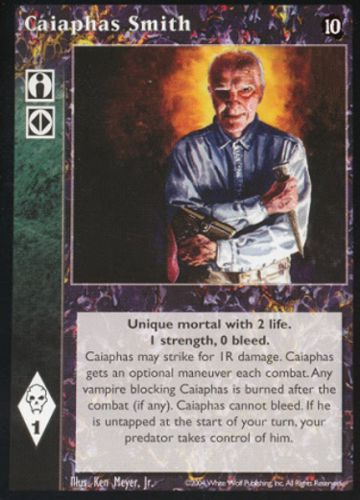 Caiaphas Smith
10
Unique mortal with 2 life.
1 strength, 0 bleed.
Caiaphas may strike for 1R damage. Caiaphas
gets an optional maneuver each combat. Any
vampire blocking Caiaphas is burned after the
combat (if any). Caiaphas cannot bleed. If he
is untapped at the start of your turn, your
predator takes control of him.
1
Illus: Ken Meyer, Jr.
©2004 White Wolf Publishing, Inc. All Rights Reserved.